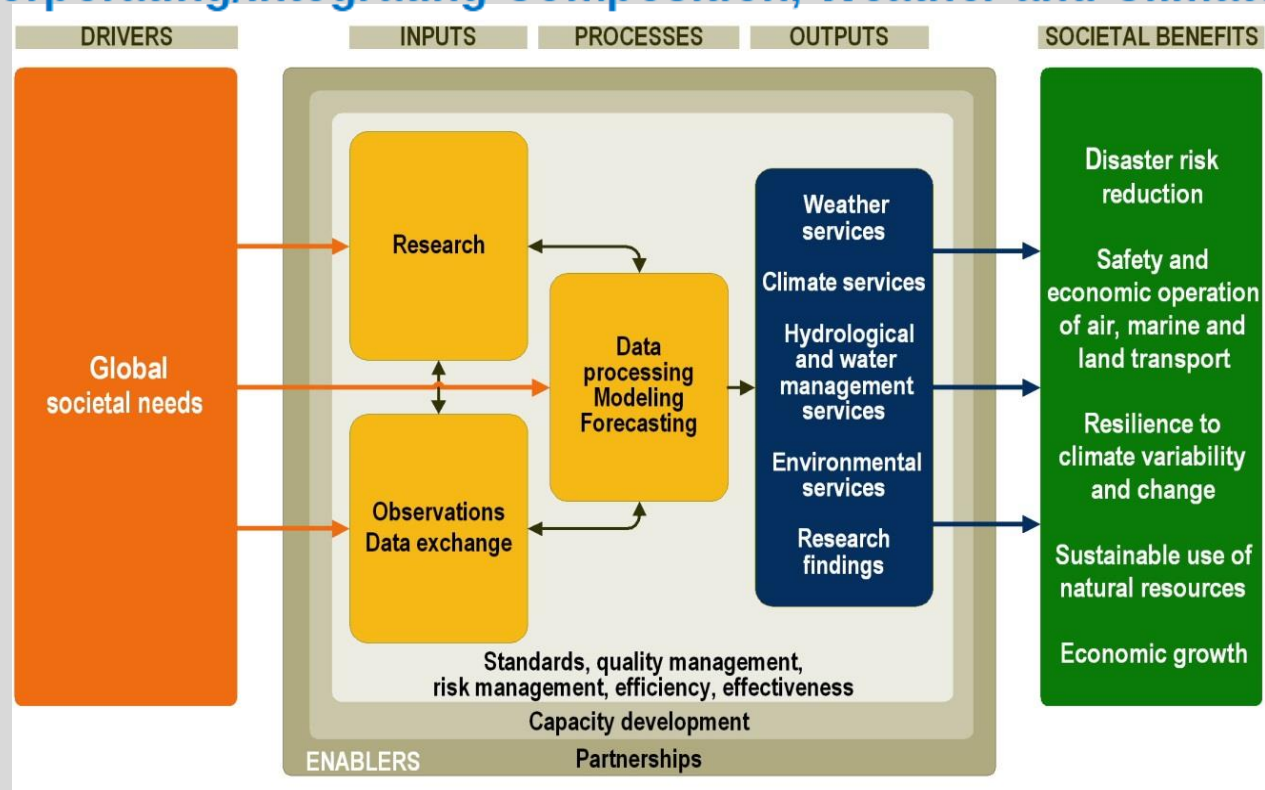 Composition, Weather and
DRIVERS
INPUTS
PROCESSES
OUTPUTS
SOCIETAL BENEFITS
Global
societal needs
Research
Observations
Data exchange
Data
processing
Modeling
Forecasting
Weather
services
Climate services
Hydrological
and water
management
services
Environmental
services
Research
findings
Disaster risk
reduction
Safety and
economic operation
of air, marine and
land transport
Resilience to
climate variability
and change
Sustainable use of
natural resources
Economic growth
Standards, quality management,
risk management, efficiency, effectiveness
Capacity development
ENABLERS
Partnerships